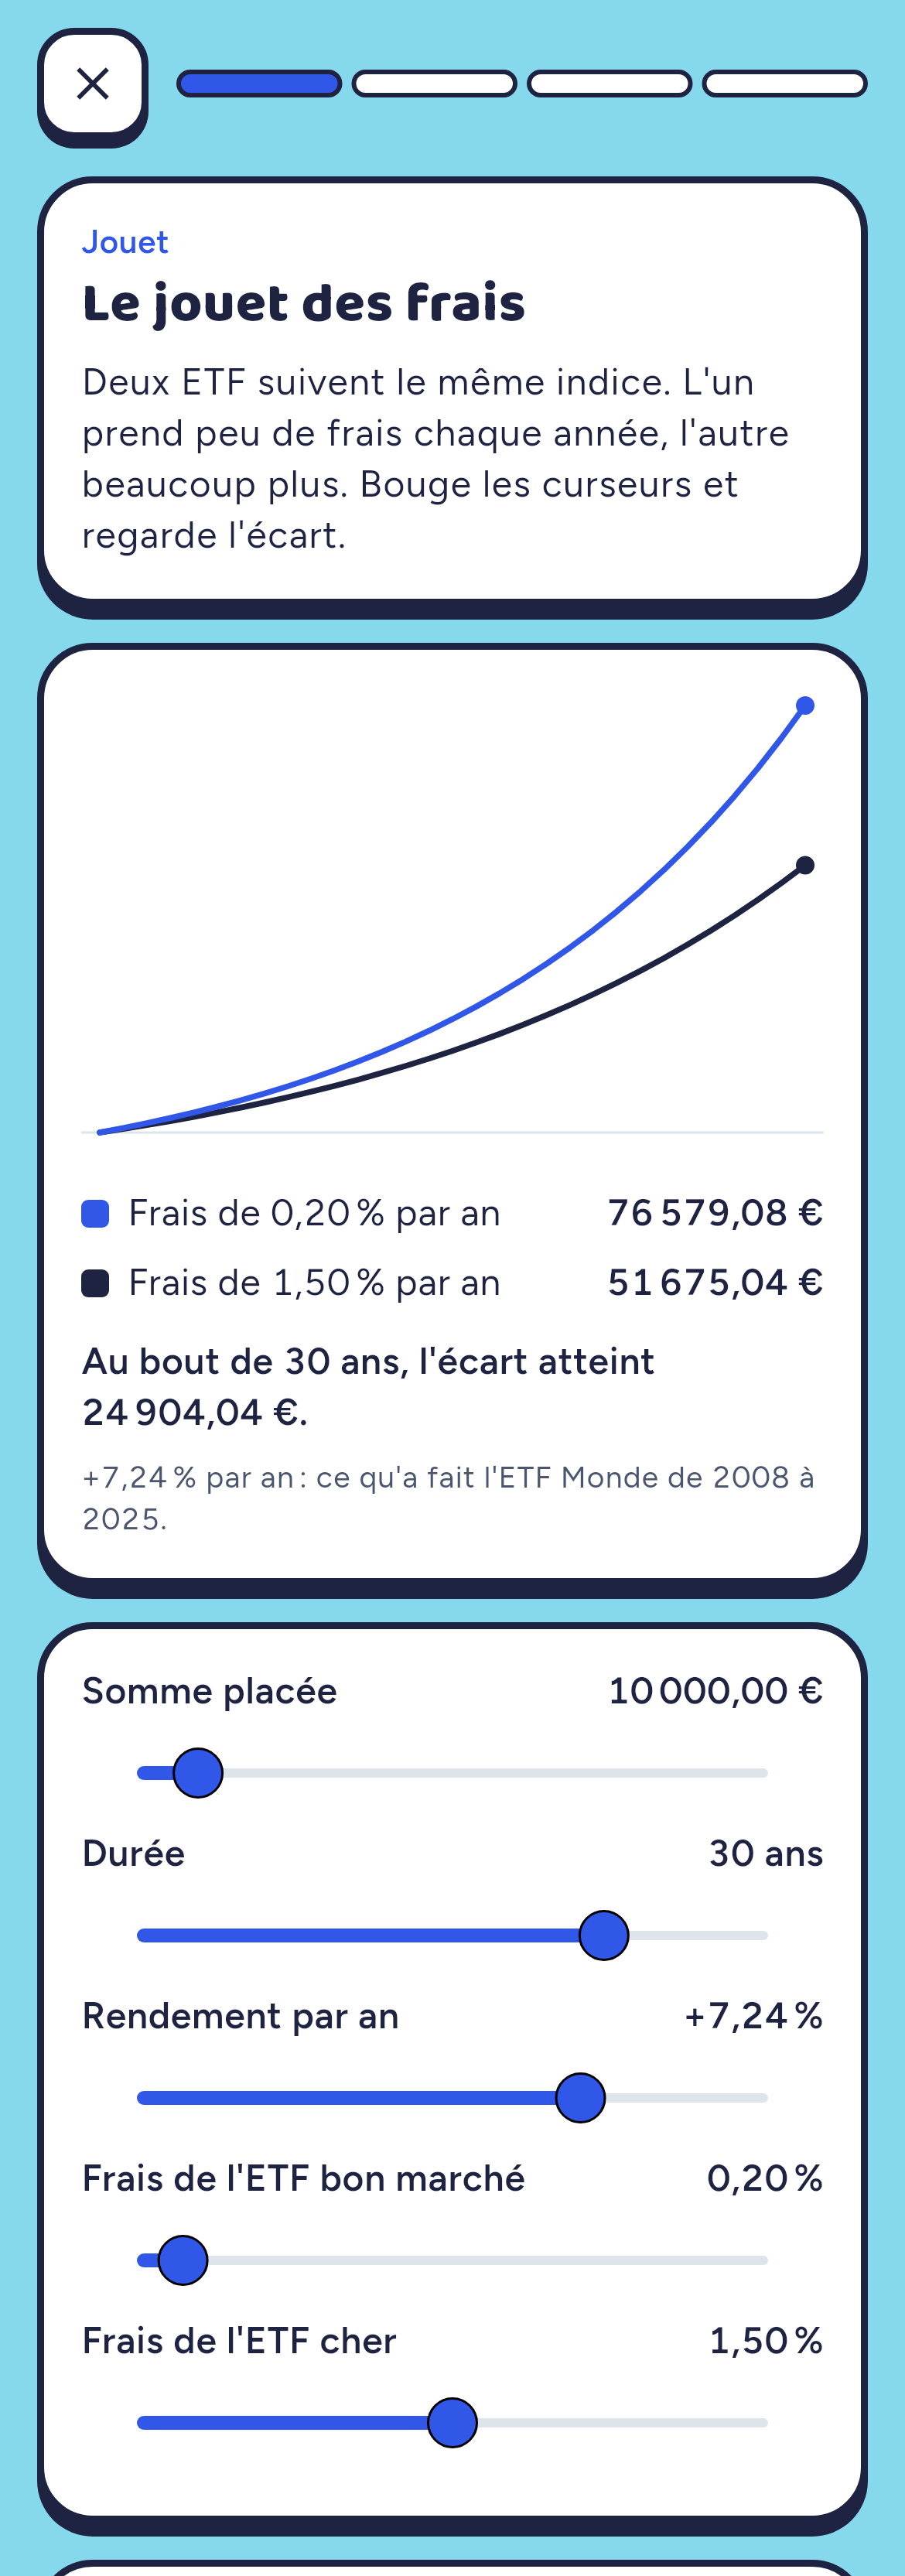 Jouet
Le jouet des frais
Deux ETF suivent le même indice. L'un
prend peu de frais chaque année, l'autre
beaucoup plus. Bouge les curseurs et
regarde l'écart.
Frais de 0,20 % par an 76 579,08 €
Frais de 1,50 % par an 51 675,04 €
Au bout de 30 ans, l'écart atteint
24 904,04 €.
+7,24 % par an : ce qu'a fait l'ETF Monde de 2008 à
2025.
Somme placée 10 000,00 €
Durée 30 ans
Rendement par an +7,24 %
Frais de l'ETF bon marché 0,20 %
Frais de l'ETF cher 1,50 %